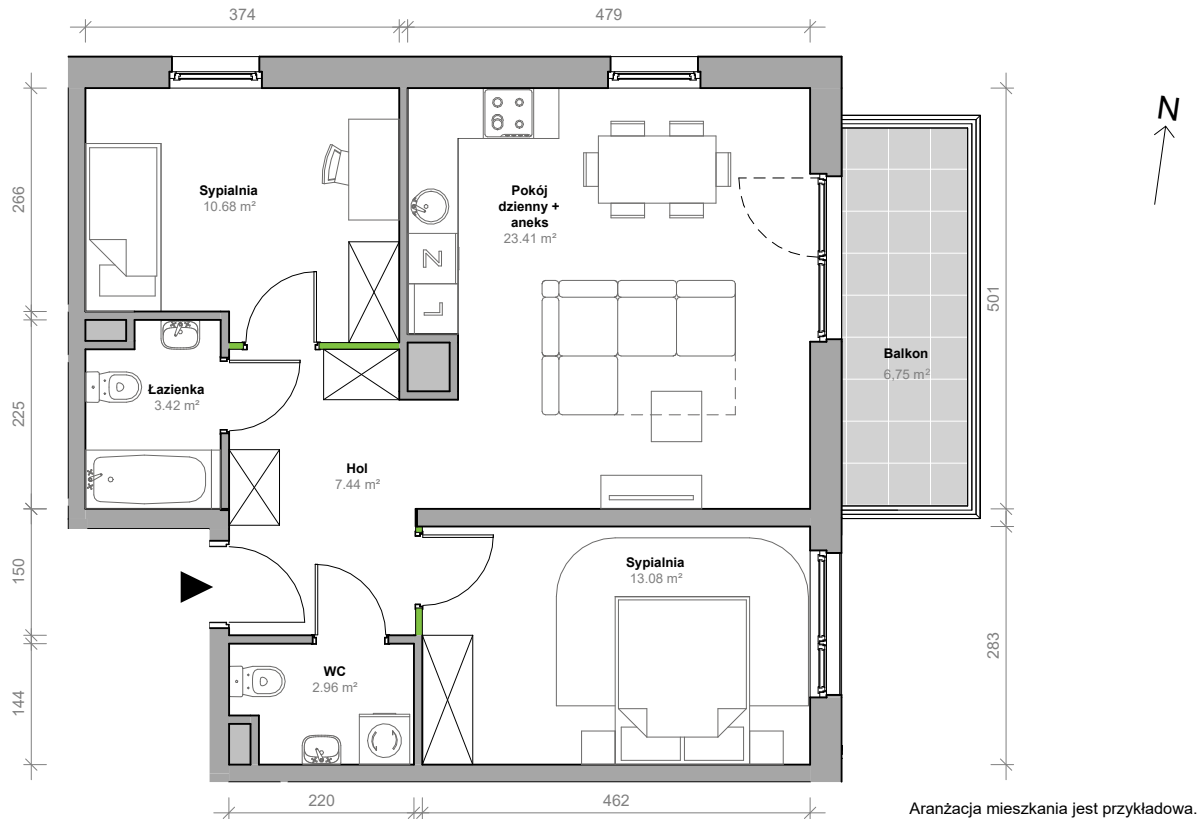 374
479
N
266
Sypialnia
10.68 m²
Pokój
dzienny +
aneks
23.41 m²
Z
L
501
Balkon
6,75 m²
225
Łazienka
3.42 m²
Hol
7.44 m²
150
Sypialnia
13.08 m²
283
144
WC
2.96 m²
220
462
Aranżacja mieszkania jest przykładowa.